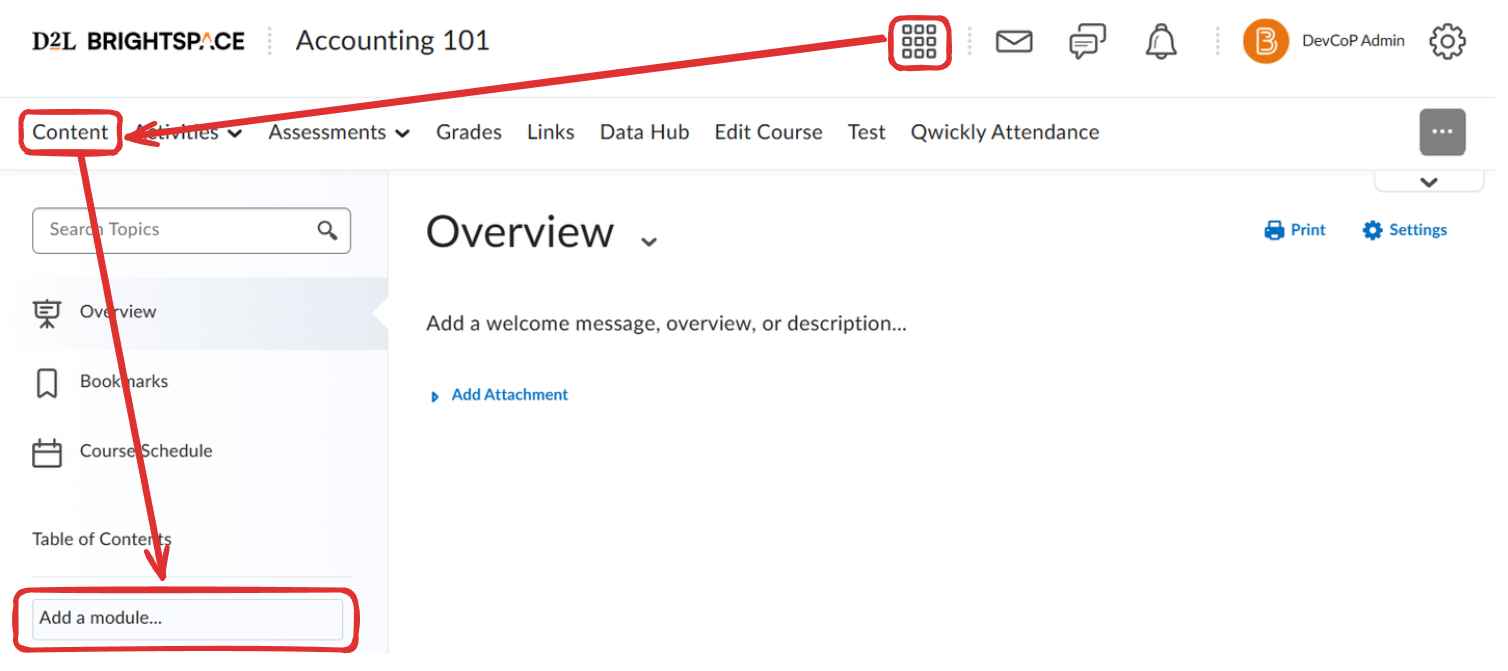 D2L BRIGHTSPACE Accounting 101 DevCoP Admin
Content Activities Assessments Grades Links Data Hub Edit Course Test Qwickly Attendance
Search Topics
Overview
Bookmarks
Course Schedule
Table of Contents
Add a module...
Overview
Print Settings
Add a welcome message, overview, or description...
Add Attachment